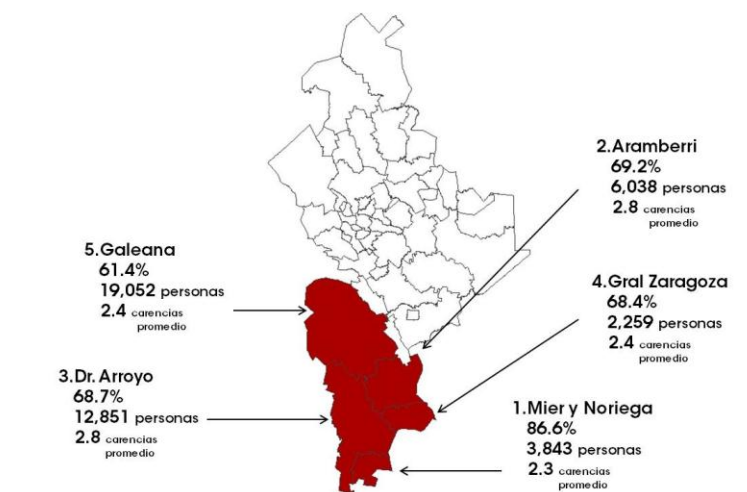 2.Aramberri
69.2%
6,038 personas
2.8 carencias
promedio
5.Galeana
61.4%
19,052 personas
2.4 carencias
promedio
4.Gral Zaragoza
68.4%
2,259 personas
2.4 carencias
promedio
3.Dr. Arroyo
68.7%
12,851 personas
2.8 carencias
promedio
1.Mier y Noriega
86.6%
3,843 personas
2.3 carencias
promedio